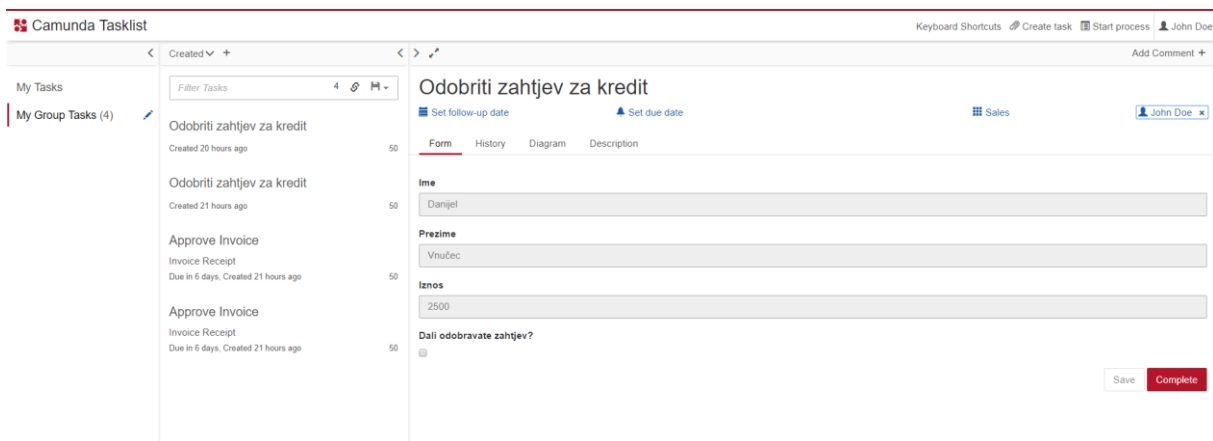 Camunda Tasklist
Keyboard Shortcuts Create task Start process John Doe
Created +
Add Comment +
My Tasks
My Group Tasks (4)
Filter Tasks 4
Odobriti zahtjev za kredit
Created 20 hours ago 50
Odobriti zahtjev za kredit
Created 21 hours ago 50
Approve Invoice
Invoice Receipt
Due in 6 days, Created 21 hours ago 50
Approve Invoice
Invoice Receipt
Due in 6 days, Created 21 hours ago 50
Odobriti zahtjev za kredit
Set follow-up date Set due date Sales John Doe ×
Form History Diagram Description
Ime
Danijel
Prezime
Vnučec
Iznos
2500
Dali odobravate zahtjev?
Save Complete